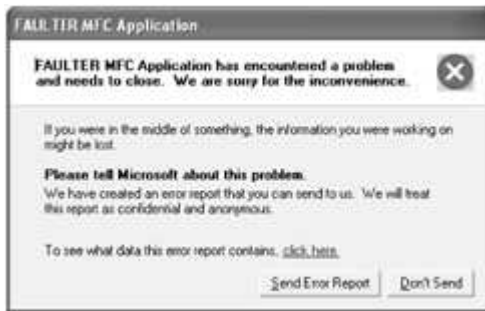 FAULTER MFC Application
FAULTER MFC Application has encountered a problem
and needs to close. We are sorry for the inconvenience.
If you were in the middle of something, the information you were working on
might be lost.
Please tell Microsoft about this problem.
We have created an error report that you can send to us. We will treat
this report as confidential and anonymous.
To see what data this error report contains, click here.
Send Error Report Don't Send